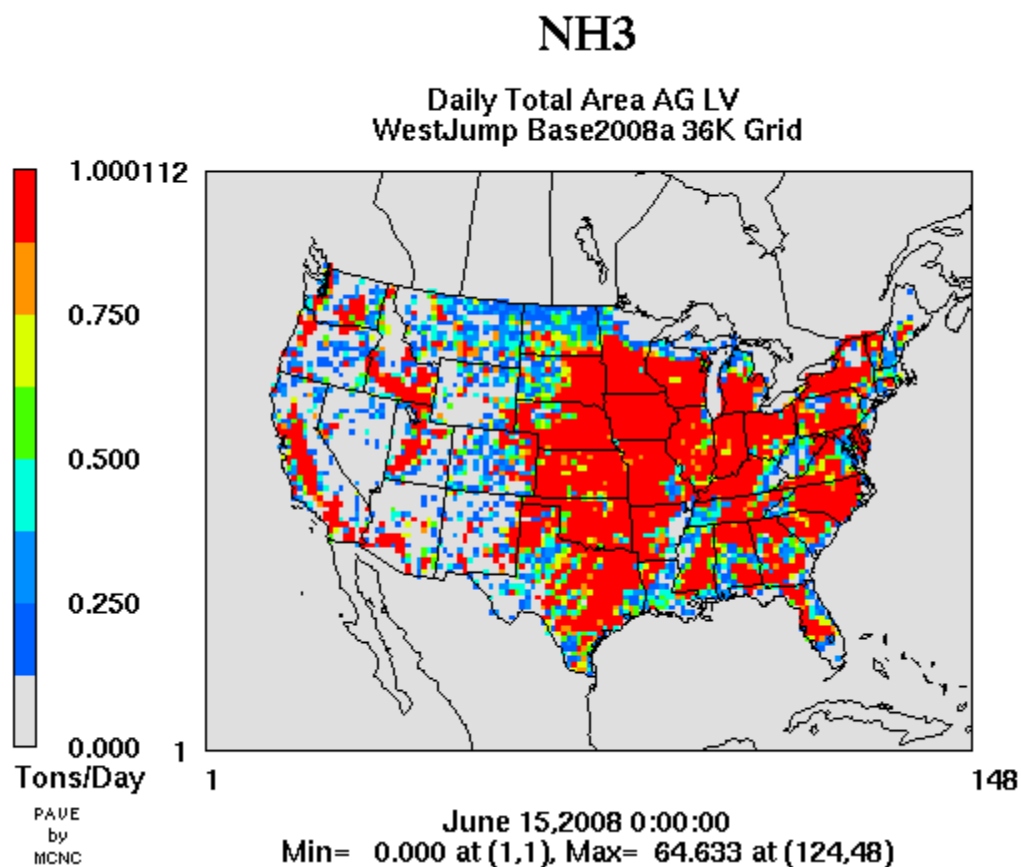 NH3
Daily Total Area AG LV
WestJump Base2008a 36K Grid
1.000
112
0.750
0.500
0.250
0.000
1
Tons/Day
1
148
PAVE
by
MCNC
June 15,2008 0:00:00
Min= 0.000 at (1,1), Max= 64.633 at (124,48)